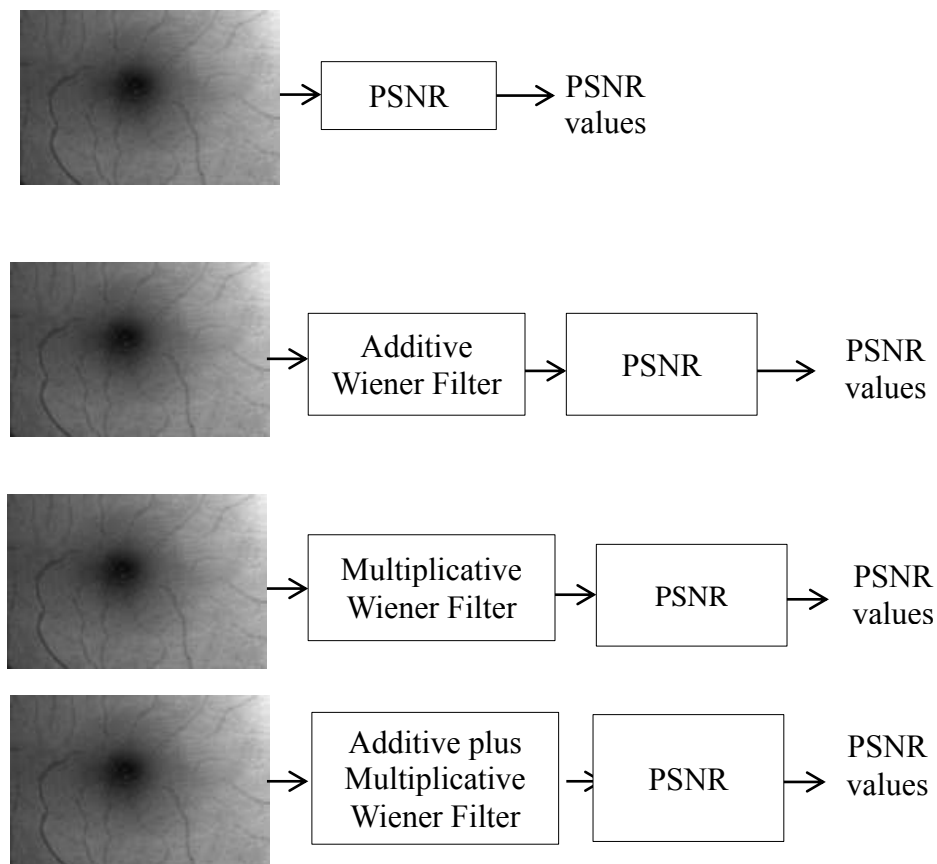 PSNR
PSNR
values
Additive
Wiener Filter
PSNR
PSNR
values
Multiplicative
Wiener Filter
PSNR
PSNR
values
Additive plus
Multiplicative
Wiener Filter
PSNR
PSNR
values